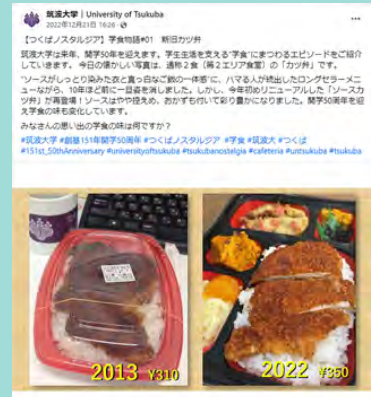 筑波大学 | University of Tsukuba
2022年12月21日 16:26
【つくばノスタルジア】学食物語#01　新旧カツ弁
筑波大学は来年、開学50年を迎えます。学生生活を支える"学食"にまつわるエピソードをご紹介
していきます。 今日の懐かしい写真は、通称2食（第2エリア食堂）の「カツ弁」です。
"ソースがしっとり染みた衣と真っ白なご飯の一体感"に、ハマる人が続出したロングセラーメニ
ューながら、10年ほど前に一旦姿を消しました。しかし、今年初めリニューアルした「ソースカ
ツ弁」が再登場！ソースはやや控えめ、おかずも付いて彩り豊かになりました。開学50周年を迎
え学食の味も変化しています。
みなさんの思い出の学食の味は何ですか？
#筑波大学 #創基151年開学50周年 #つくばノスタルジア #学食 #筑波大 #つくば
#151st_50thAnniversary #universityoftsukuba #tsukubanostelgia #cafeteria #untsukuba #tsukuba
2013 ¥310
2022 ¥350